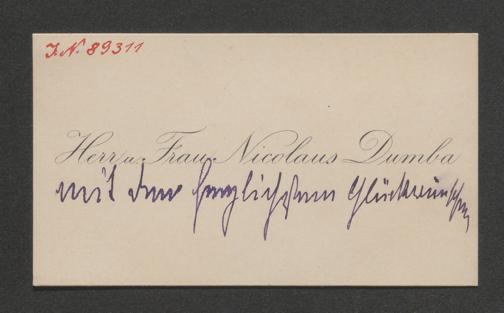 I.N. 89311
Herr u. Frau Nicolaus Dumba
mit den herzlichsten Glückwünschen